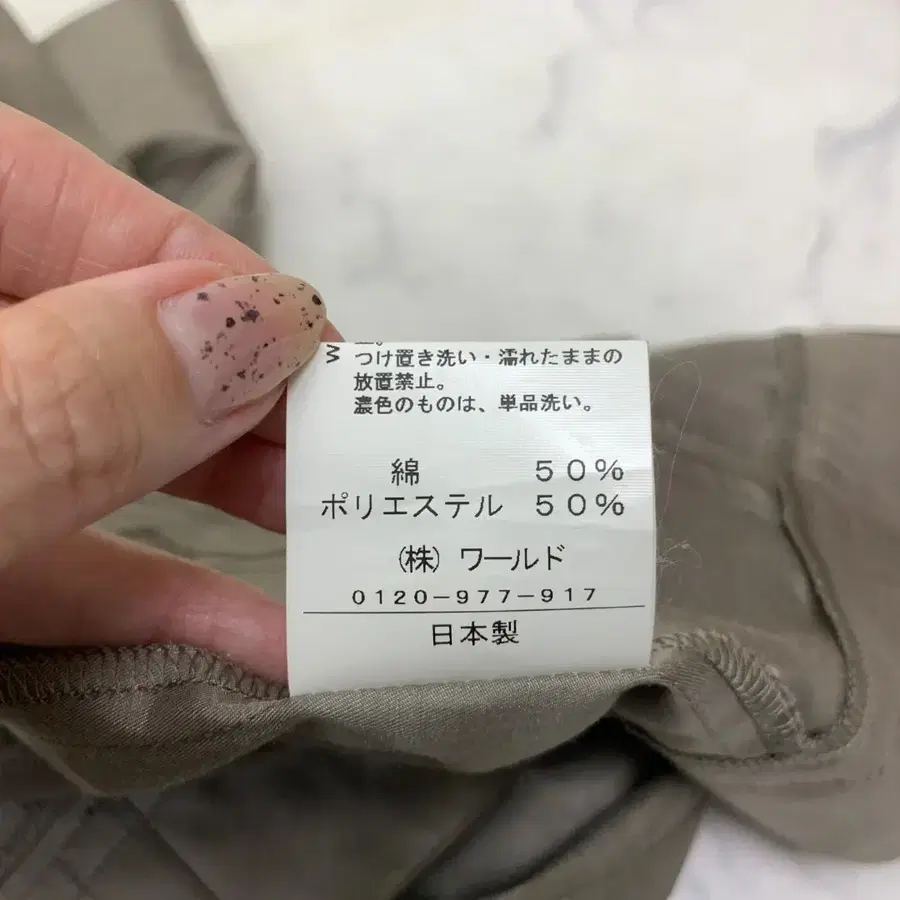 W
つけ置き洗い・濡れたままの
放置禁止。
濃色のものは、単品洗い。
綿 50%
ポリエステル 50%
(株) ワールド
0120-977-917
日本製